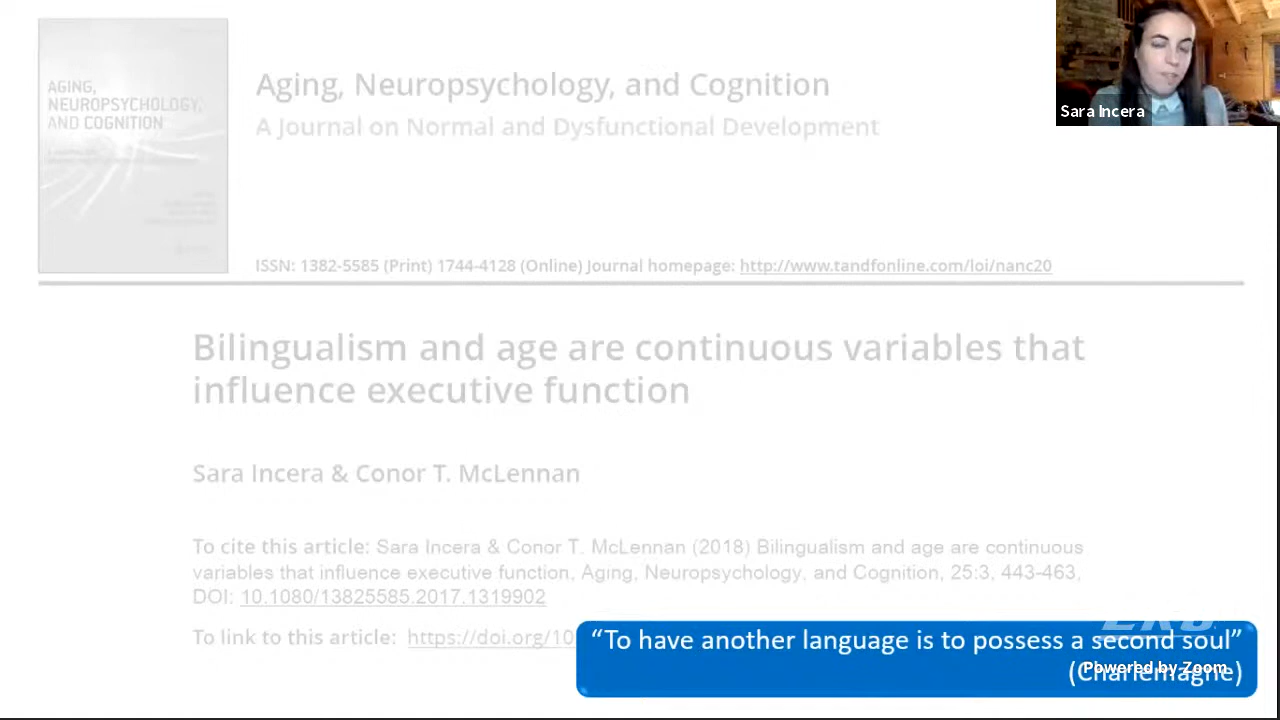 AGING,
NEUROPSYCHOLOGY,
AND COGNITION
Aging, Neuropsychology, and Cognition
A Journal on Normal and Dysfunctional Development
Sara Incera
ISSN: 1382-5585 (Print) 1744-4128 (Online) Journal homepage: http://www.tandfonline.com/loi/nanc20
Bilingualism and age are continuous variables that
influence executive function
Sara Incera & Conor T. McLennan
To cite this article: Sara Incera & Conor T. McLennan (2018) Bilingualism and age are continuous
variables that influence executive function, Aging, Neuropsychology, and Cognition, 25:3, 443-463,
DOI: 10.1080/13825585.2017.1319902
To link to this article: https://doi.org/10
“To have another language is to possess a second soul”
(Charlemagne)
Powered by Zoom